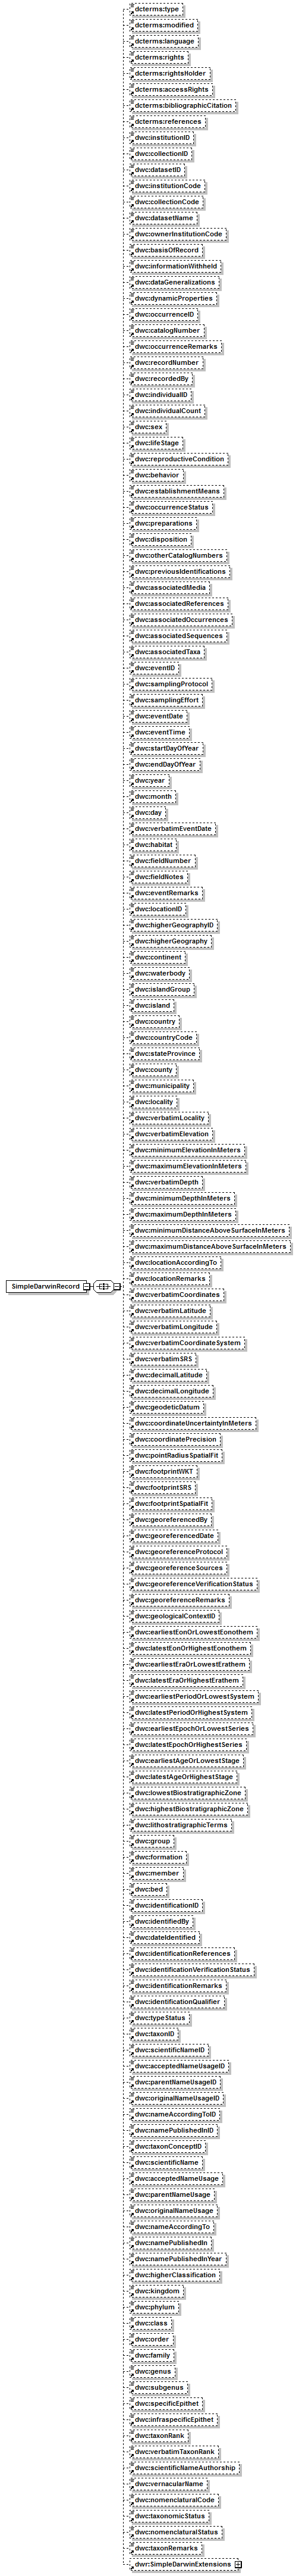 dcterms:type
dcterms:modified
dcterms:language
dcterms:rights
dcterms:rightsHolder
dcterms:accessRights
dcterms:bibliographicCitation
dcterms:references
dwc:institutionID
dwc:collectionID
dwc:datasetID
dwc:institutionCode
dwc:collectionCode
dwc:datasetName
dwc:ownerInstitutionCode
dwc:basisOfRecord
dwc:informationWithheld
dwc:dataGeneralizations
dwc:dynamicProperties
dwc:occurrenceID
dwc:catalogNumber
dwc:occurrenceRemarks
dwc:recordNumber
dwc:recordedBy
dwc:individualID
dwc:individualCount
dwc:sex
dwc:lifeStage
dwc:reproductiveCondition
dwc:behavior
dwc:establishmentMeans
dwc:occurrenceStatus
dwc:preparations
dwc:disposition
dwc:otherCatalogNumbers
dwc:previousIdentifications
dwc:associatedMedia
dwc:associatedReferences
dwc:associatedOccurrences
dwc:associatedSequences
dwc:associatedTaxa
dwc:eventID
dwc:samplingProtocol
dwc:samplingEffort
dwc:eventDate
dwc:eventTime
dwc:startDayOfYear
dwc:endDayOfYear
dwc:year
dwc:month
dwc:day
dwc:verbatimEventDate
dwc:habitat
dwc:fieldNumber
dwc:fieldNotes
dwc:eventRemarks
dwc:locationID
dwc:higherGeographyID
dwc:higherGeography
dwc:continent
dwc:waterbody
dwc:islandGroup
dwc:island
dwc:country
dwc:countryCode
dwc:stateProvince
dwc:county
dwc:municipality
dwc:locality
dwc:verbatimLocality
dwc:verbatimElevation
dwc:minimumElevationInMeters
dwc:maximumElevationInMeters
dwc:verbatimDepth
dwc:minimumDepthInMeters
dwc:maximumDepthInMeters
dwc:minimumDistanceAboveSurfaceInMeters
dwc:maximumDistanceAboveSurfaceInMeters
dwc:locationAccordingTo
dwc:locationRemarks
SimpleDarwinRecord
dwc:verbatimCoordinates
dwc:verbatimLatitude
dwc:verbatimLongitude
dwc:verbatimCoordinateSystem
dwc:verbatimSRS
dwc:decimalLatitude
dwc:decimalLongitude
dwc:geodeticDatum
dwc:coordinateUncertaintyInMeters
dwc:coordinatePrecision
dwc:pointRadiusSpatialFit
dwc:footprintWKT
dwc:footprintSRS
dwc:footprintSpatialFit
dwc:georeferencedBy
dwc:georeferencedDate
dwc:georeferenceProtocol
dwc:georeferenceSources
dwc:georeferenceVerificationStatus
dwc:georeferenceRemarks
dwc:geologicalContextID
dwc:earliestEonOrLowestEonothem
dwc:latestEonOrHighestEonothem
dwc:earliestEraOrLowestErathem
dwc:latestEraOrHighestErathem
dwc:earliestPeriodOrLowestSystem
dwc:latestPeriodOrHighestSystem
dwc:earliestEpochOrLowestSeries
dwc:latestEpochOrHighestSeries
dwc:earliestAgeOrLowestStage
dwc:latestAgeOrHighestStage
dwc:lowestBiostratigraphicZone
dwc:highestBiostratigraphicZone
dwc:lithostratigraphicTerms
dwc:group
dwc:formation
dwc:member
dwc:bed
dwc:identificationID
dwc:identifiedBy
dwc:dateIdentified
dwc:identificationReferences
dwc:identificationVerificationStatus
dwc:identificationRemarks
dwc:identificationQualifier
dwc:typeStatus
dwc:taxonID
dwc:scientificNameID
dwc:acceptedNameUsageID
dwc:parentNameUsageID
dwc:originalNameUsageID
dwc:nameAccordingToID
dwc:namePublishedInID
dwc:taxonConceptID
dwc:scientificName
dwc:acceptedNameUsage
dwc:parentNameUsage
dwc:originalNameUsage
dwc:nameAccordingTo
dwc:namePublishedIn
dwc:namePublishedInYear
dwc:higherClassification
dwc:kingdom
dwc:phylum
dwc:class
dwc:order
dwc:family
dwc:genus
dwc:subgenus
dwc:specificEpithet
dwc:infraspecificEpithet
dwc:taxonRank
dwc:verbatimTaxonRank
dwc:scientificNameAuthorship
dwc:vernacularName
dwc:nomenclaturalCode
dwc:taxonomicStatus
dwc:nomenclaturalStatus
dwc:taxonRemarks
dwr:SimpleDarwinExtensions